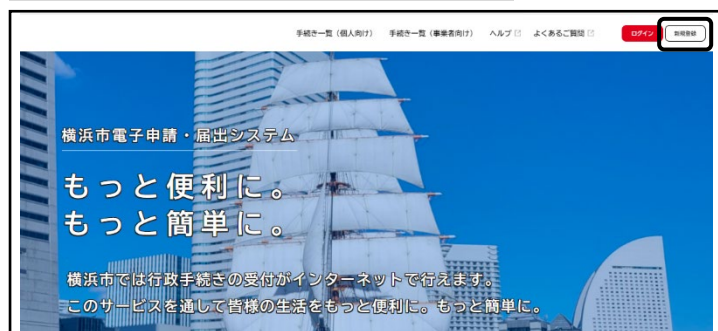 手続き一覧（個人向け） 手続き一覧（事業者向け） ヘルプ よくあるご質問 ログイン 新規登録
横浜市電子申請・届出システム
もっと便利に。
もっと簡単に。
横浜市では行政手続きの受付がインターネットで行えます。
このサービスを通して皆様の生活をもっと便利に。もっと簡単に。